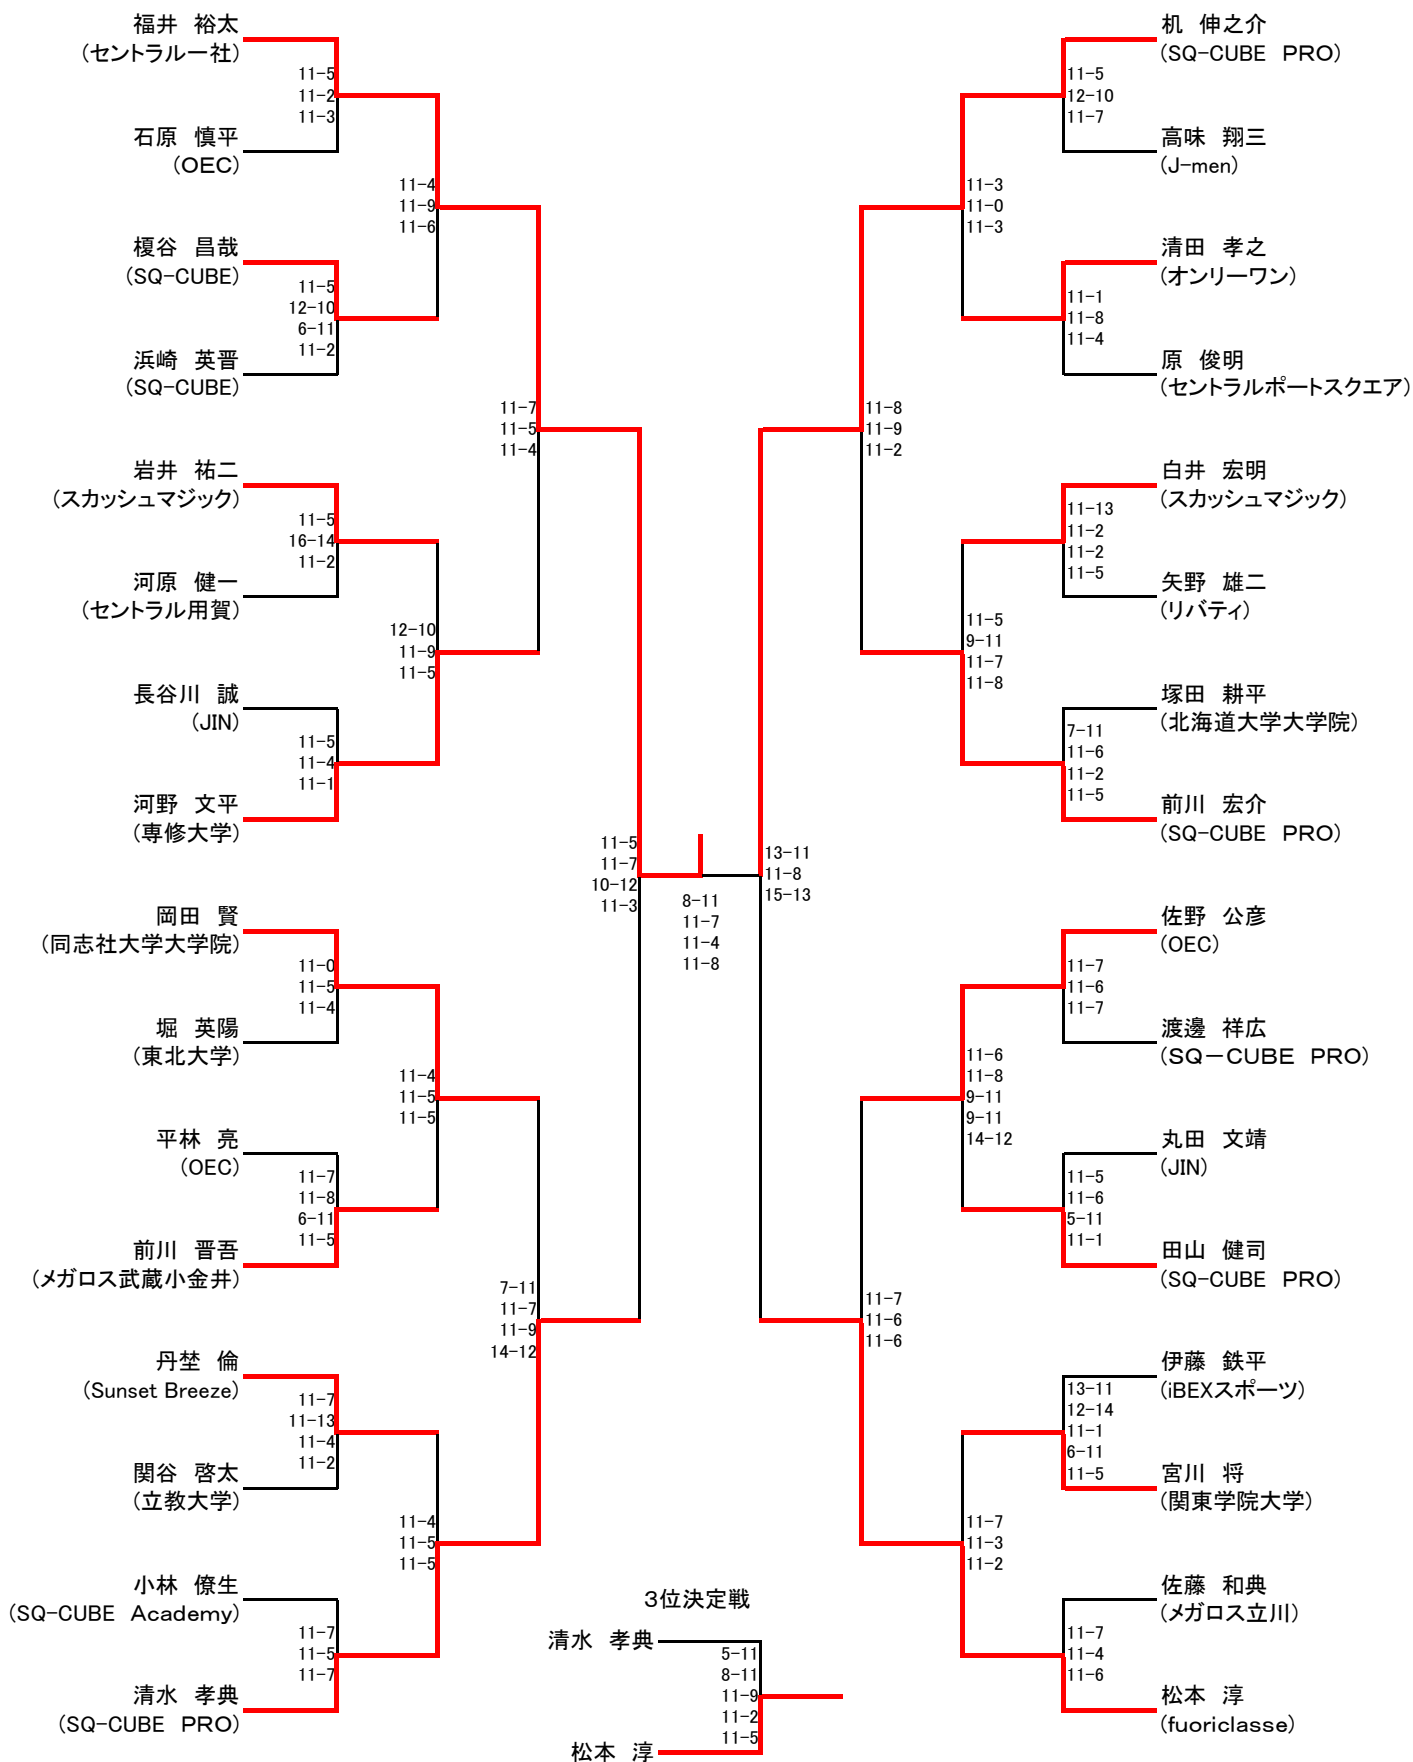 福井　裕太
(セントラル一社)
11-5
11-2
11-3
石原　慎平
(OEC)
11-4
11-9
11-6
榎谷　昌哉
(SQ-CUBE)
11-5
12-10
6-11
11-2
浜崎　英晋
(SQ-CUBE)
11-7
11-5
11-4
岩井　祐二
(スカッシュマジック)
11-5
16-14
11-2
河原　健一
(セントラル用賀)
12-10
11-9
11-5
長谷川　誠
(JIN)
11-5
11-4
11-1
河野　文平
(専修大学)
11-5
11-7
10-12
11-3
岡田　賢
(同志社大学大学院)
11-0
11-5
11-4
堀　英陽
(東北大学)
11-4
11-5
11-5
平林　亮
(OEC)
11-7
11-8
6-11
11-5
前川　晋吾
(メガロス武蔵小金井)
7-11
11-7
11-9
14-12
丹埜　倫
(Sunset Breeze)
11-7
11-13
11-4
11-2
関谷　啓太
(立教大学)
11-4
11-5
11-5
小林　僚生
(SQ-CUBE　Academy)
11-7
11-5
11-7
清水　孝典
(SQ-CUBE　PRO)
8-11
11-7
11-4
11-8
机　伸之介
(SQ-CUBE　PRO)
11-5
12-10
11-7
高味　翔三
(J-men)
11-3
11-0
11-3
清田　孝之
(オンリーワン)
11-1
11-8
11-4
原　俊明
(セントラルポートスクエア)
11-8
11-9
11-2
白井　宏明
(スカッシュマジック)
11-13
11-2
11-2
11-5
矢野　雄二
(リバティ)
11-5
9-11
11-7
11-8
塚田　耕平
(北海道大学大学院)
7-11
11-6
11-2
11-5
前川　宏介
(SQ-CUBE　PRO)
13-11
11-8
15-13
佐野　公彦
(OEC)
11-7
11-6
11-7
渡邊　祥広
(SQ－CUBE　PRO)
11-6
11-8
9-11
9-11
14-12
丸田　文靖
(JIN)
11-5
11-6
5-11
11-1
田山　健司
(SQ-CUBE　PRO)
11-7
11-6
11-6
伊藤　鉄平
(iBEXスポーツ)
13-11
12-14
11-1
6-11
11-5
宮川　将
(関東学院大学)
11-7
11-3
11-2
佐藤　和典
(メガロス立川)
11-7
11-4
11-6
松本　淳
(fuoriclasse)
3位決定戦
清水　孝典
5-11
8-11
11-9
11-2
11-5
松本　淳